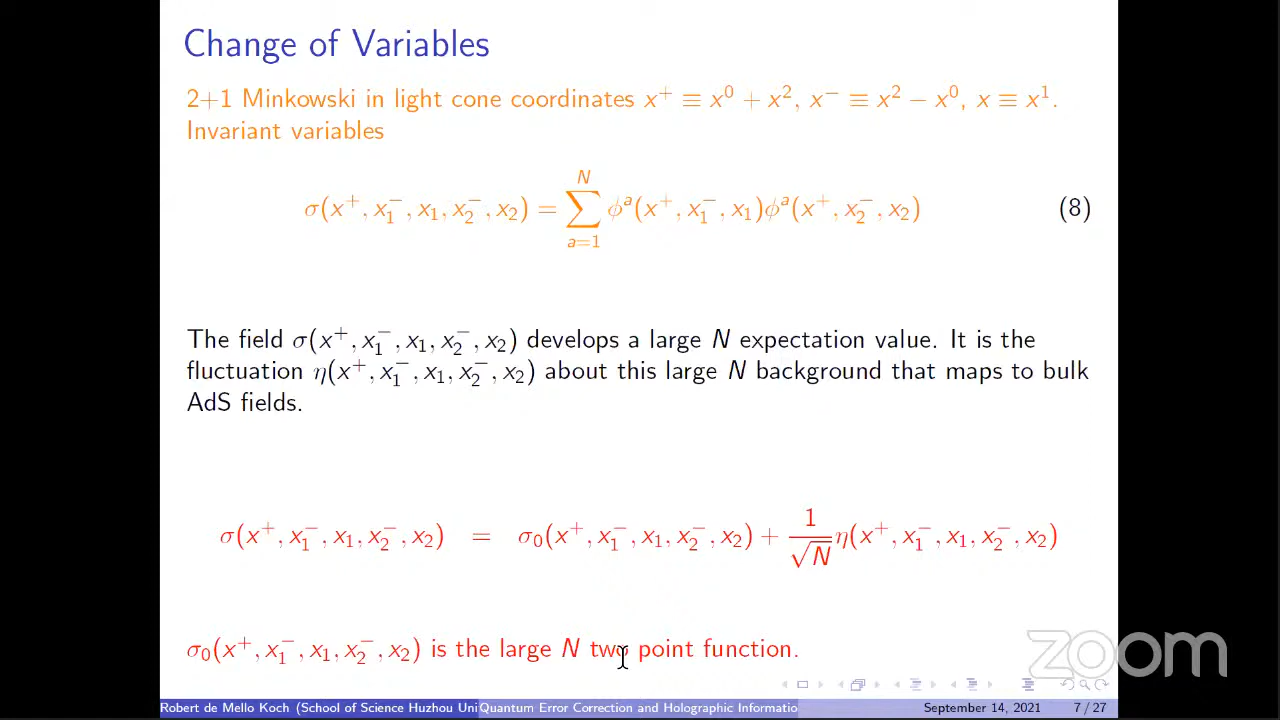 Change of Variables
2+1 Minkowski in light cone coordinates x⁺ ≡ x⁰ + x², x⁻ ≡ x² − x⁰, x ≡ x¹.
Invariant variables
σ(x⁺, x₁⁻, x₁, x₂⁻, x₂) = ∑_{a=1}^{N} ϕᵃ(x⁺, x₁⁻, x₁)ϕᵃ(x⁺, x₂⁻, x₂) (8)
The field σ(x⁺, x₁⁻, x₁, x₂⁻, x₂) develops a large N expectation value. It is the
fluctuation η(x⁺, x₁⁻, x₁, x₂⁻, x₂) about this large N background that maps to bulk
AdS fields.
σ(x⁺, x₁⁻, x₁, x₂⁻, x₂) = σ₀(x⁺, x₁⁻, x₁, x₂⁻, x₂) + 1/√N η(x⁺, x₁⁻, x₁, x₂⁻, x₂)
σ₀(x⁺, x₁⁻, x₁, x₂⁻, x₂) is the large N two point function.
zoom
Robert de Mello Koch (School of Science Huzhou Uni Quantum Error Correction and Holographic Informatio September 14, 2021 7 / 27